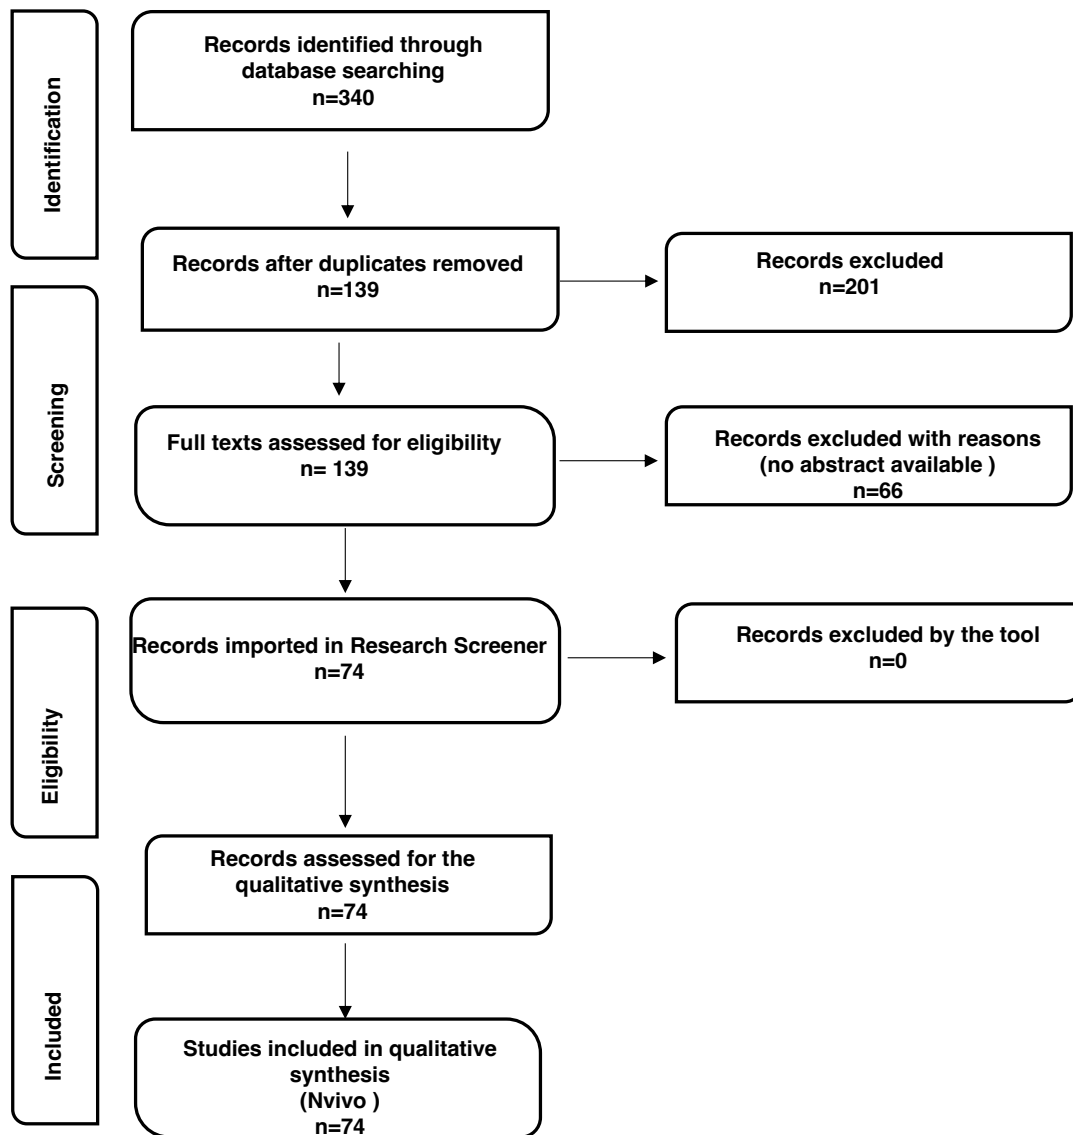 Identification
Records identified through
database searching
n=340
Records after duplicates removed
n=139
Records excluded
n=201
Screening
Full texts assessed for eligibility
n= 139
Records excluded with reasons
(no abstract available )
n=66
Eligibility
Records imported in Research Screener
n=74
Records excluded by the tool
n=0
Records assessed for the
qualitative synthesis
n=74
Included
Studies included in qualitative
synthesis
(Nvivo )
n=74